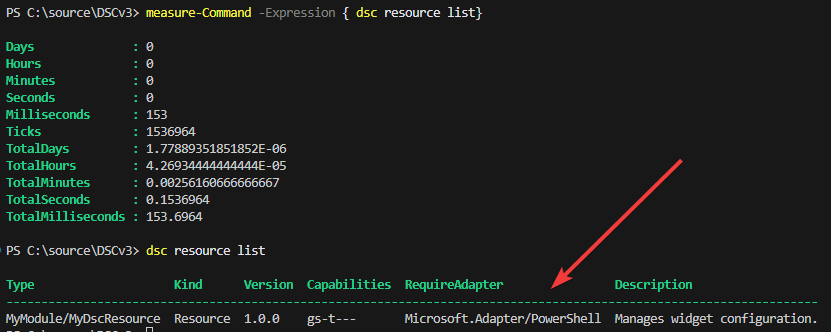 PS C:\source\DSCv3> measure-Command -Expression { dsc resource list}
Days : 0
Hours : 0
Minutes : 0
Seconds : 0
Milliseconds : 153
Ticks : 1536964
TotalDays : 1.77889351851852E-06
TotalHours : 4.26934444444444E-05
TotalMinutes : 0.00256160666666667
TotalSeconds : 0.1536964
TotalMilliseconds : 153.6964
PS C:\source\DSCv3> dsc resource list
Type Kind Version Capabilities RequireAdapter Description
MyModule/MyDscResource Resource 1.0.0 gs-t--- Microsoft.Adapter/PowerShell Manages widget configuration.